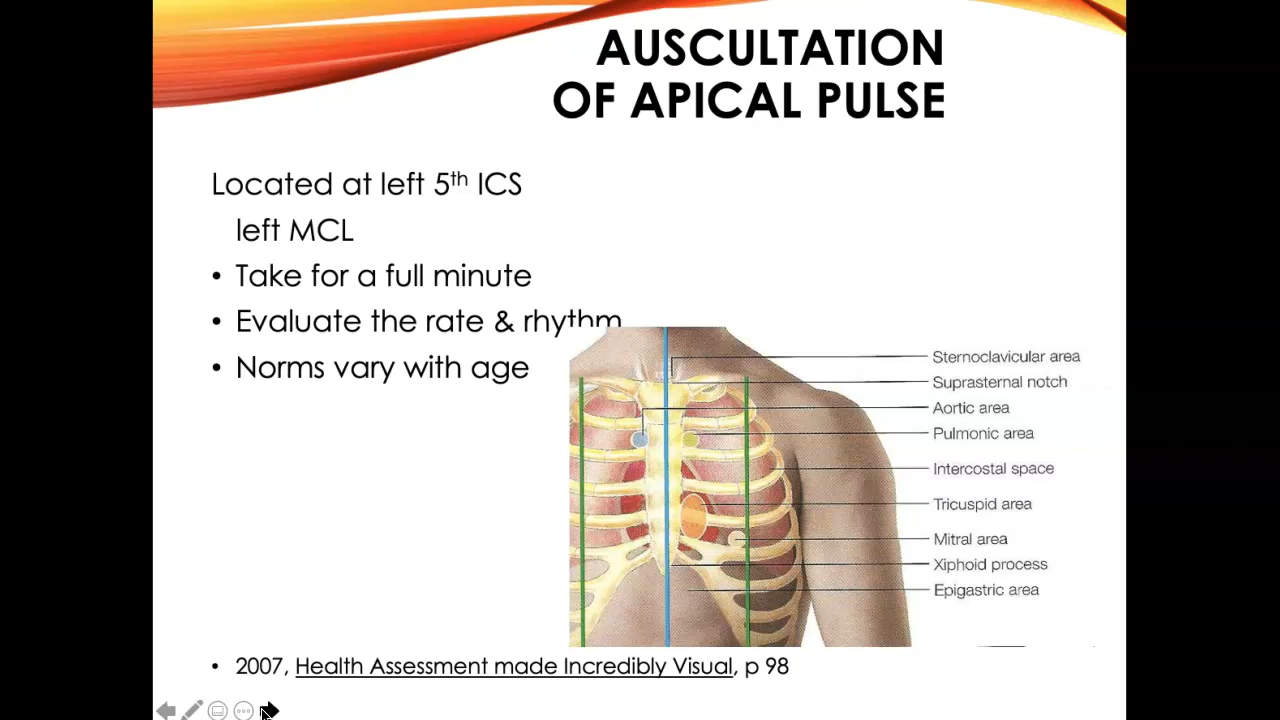 AUSCULTATION
OF APICAL PULSE
Located at left 5th ICS
left MCL
• Take for a full minute
• Evaluate the rate & rhythm
• Norms vary with age
Sternoclavicular area
Suprasternal notch
Aortic area
Pulmonic area
Intercostal space
Tricuspid area
Mitral area
Xiphoid process
Epigastric area
• 2007, Health Assessment made Incredibly Visual, p 98